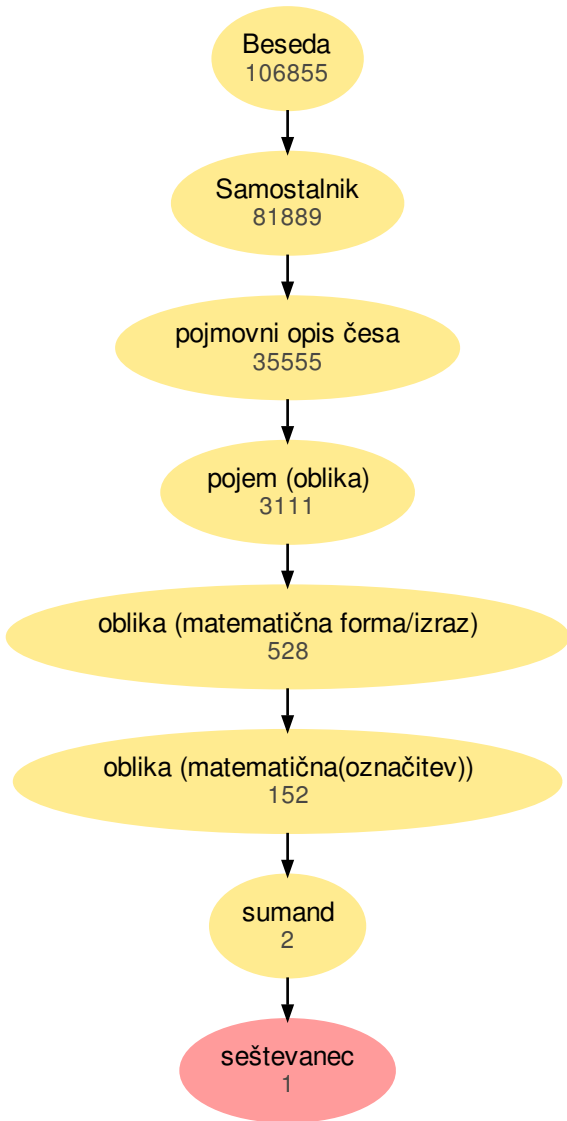 Beseda
106855
Samostalnik
81889
pojmovni opis česa
35555
pojem (oblika)
3111
oblika (matematična forma/izraz)
528
oblika (matematična(označitev))
152
sumand
2
seštevanec
1